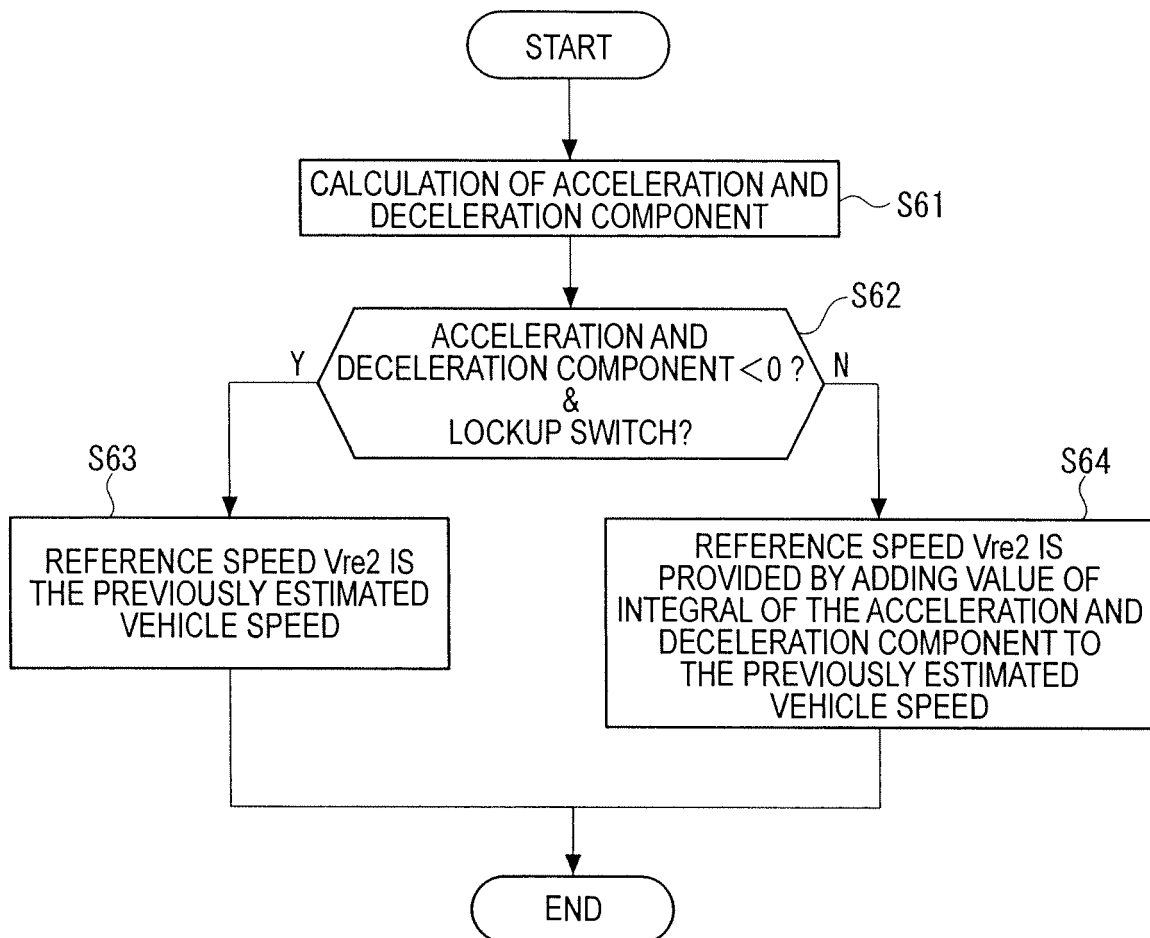 START
CALCULATION OF ACCELERATION AND
DECELERATION COMPONENT
S61
S62
ACCELERATION AND
DECELERATION COMPONENT <0 ?
&
LOCKUP SWITCH?
Y
N
S63
REFERENCE SPEED Vre2 IS
THE PREVIOUSLY ESTIMATED
VEHICLE SPEED
S64
REFERENCE SPEED Vre2 IS
PROVIDED BY ADDING VALUE OF
INTEGRAL OF THE ACCELERATION AND
DECELERATION COMPONENT TO
THE PREVIOUSLY ESTIMATED
VEHICLE SPEED
END